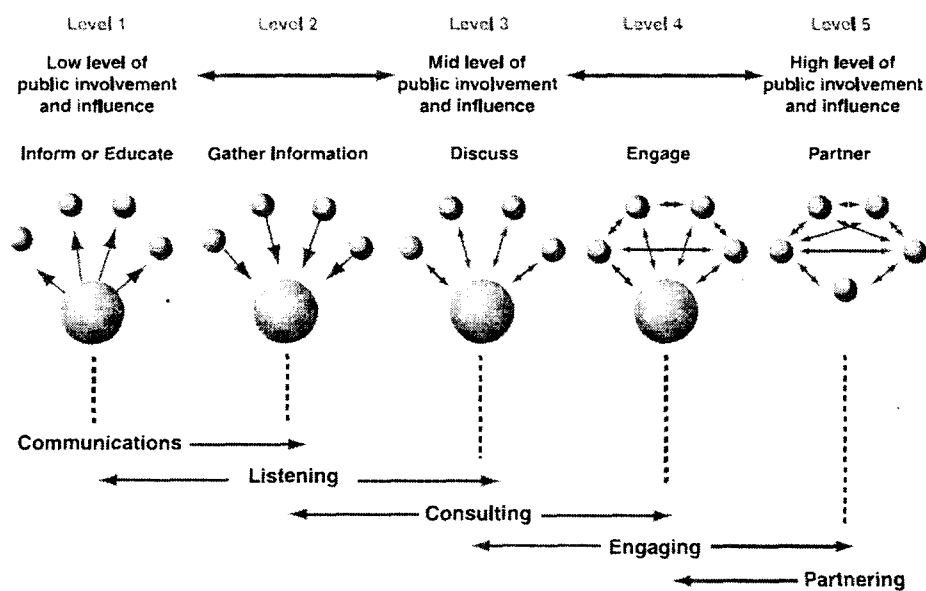 Level 1 Level 2 Level 3 Level 4 Level 5
Low level of
public involvement
and influence
Mid level of
public involvement
and influence
High level of
public involvement
and influence
Inform or Educate Gather Information Discuss Engage Partner
Communications
Listening
Consulting
Engaging
Partnering